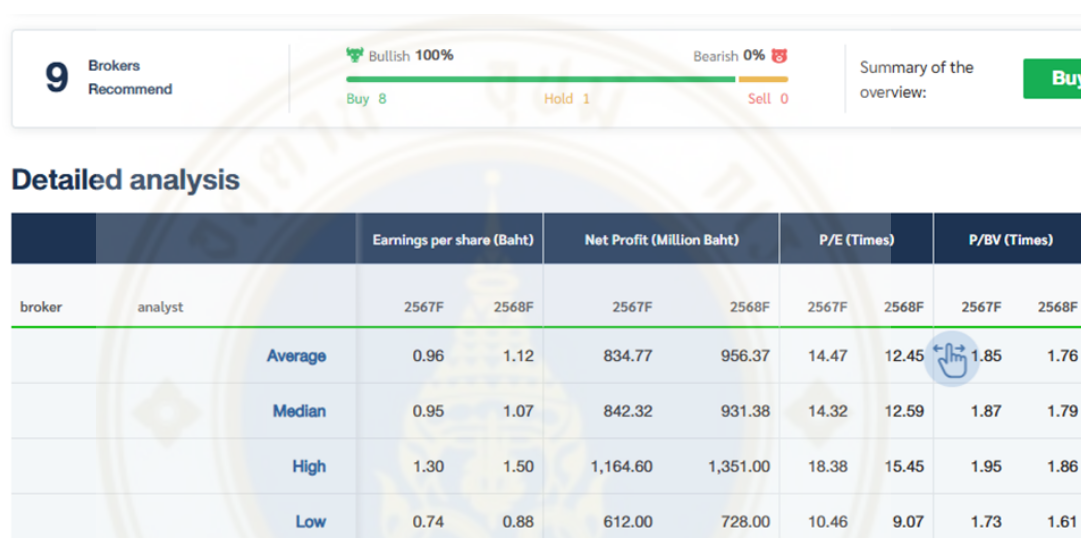 9 Brokers Recommend
Bullish 100% Bearish 0%
Buy 8 Hold 1 Sell 0
Summary of the overview:
Detailed analysis
Earnings per share (Baht) Net Profit (Million Baht) P/E (Times) P/BV (Times)
broker analyst 2567F 2568F 2567F 2568F 2567F 2568F 2567F 2568F
Average 0.96 1.12 834.77 956.37 14.47 12.45 1.85 1.76
Median 0.95 1.07 842.32 931.38 14.32 12.59 1.87 1.79
High 1.30 1.50 1,164.60 1,351.00 18.38 15.45 1.95 1.86
Low 0.74 0.88 612.00 728.00 10.46 9.07 1.73 1.61